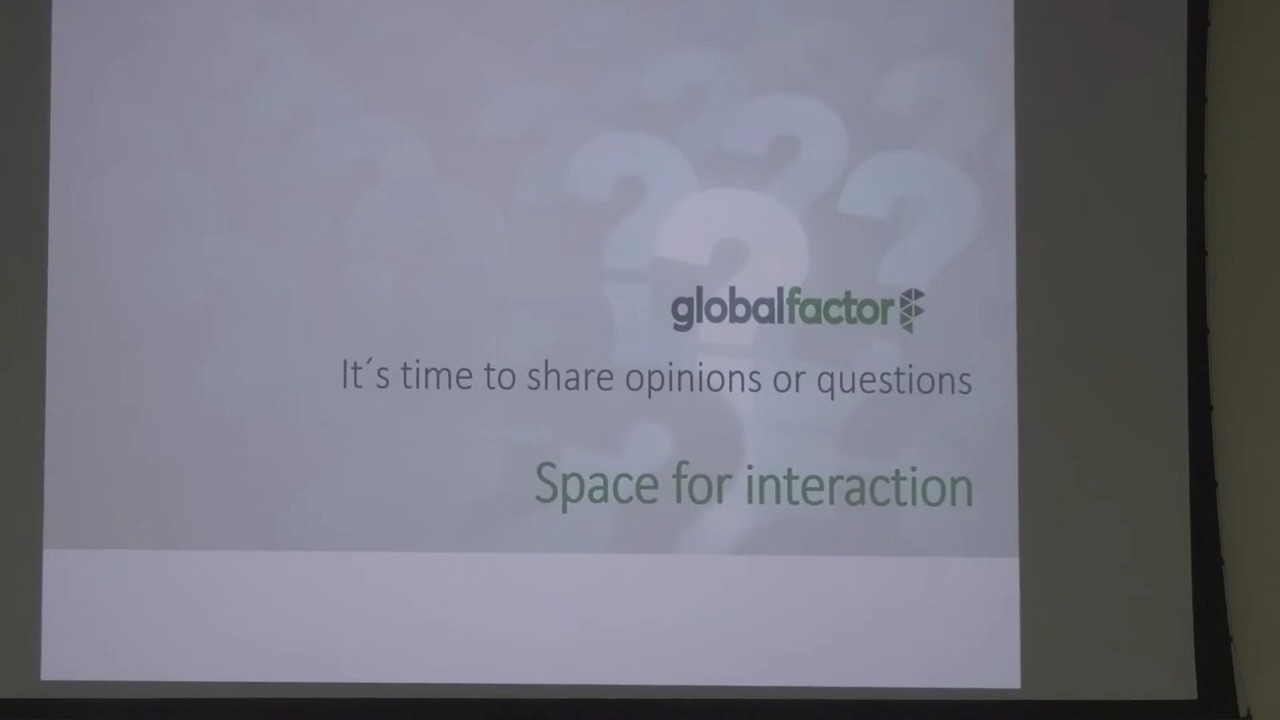 globalfactor
It´s time to share opinions or questions
Space for interaction